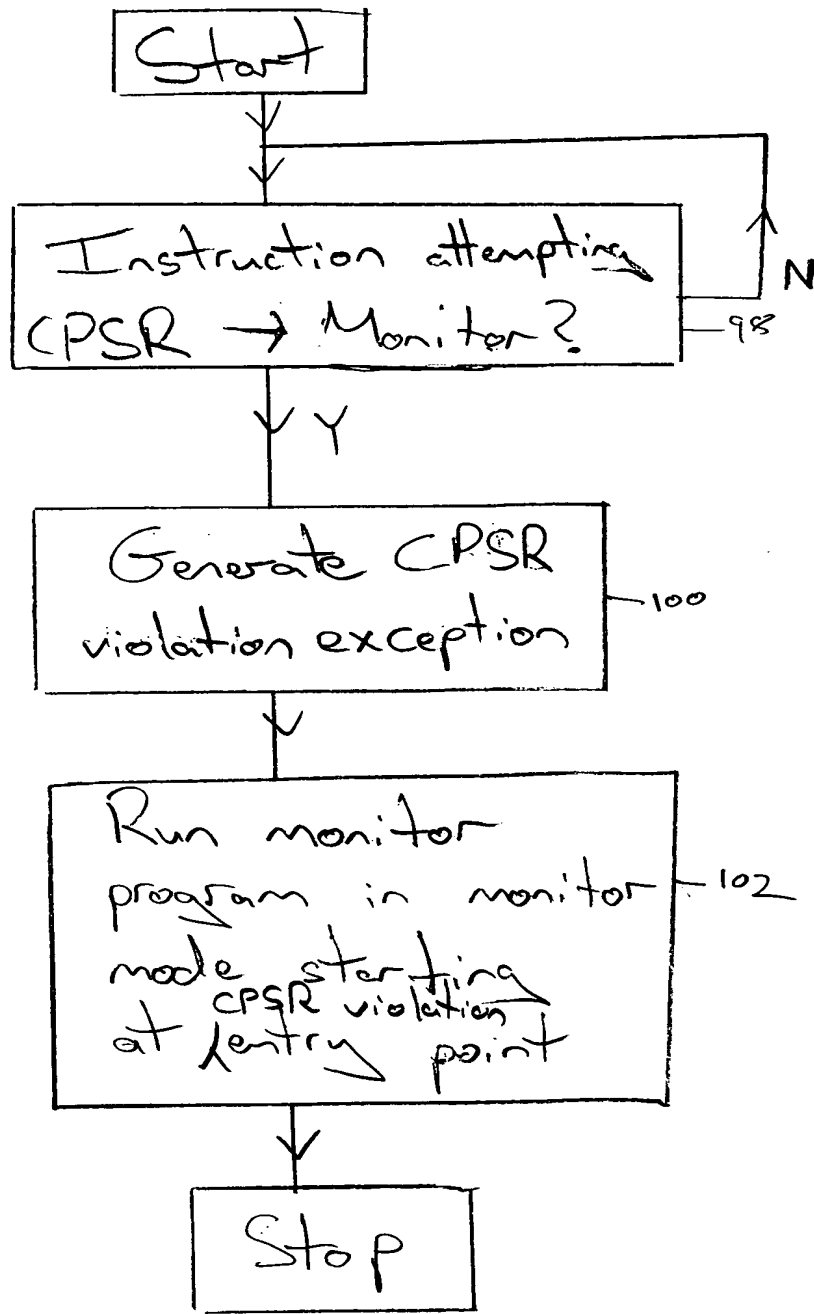 Start
Instruction attempting
CPSR → Monitor?
N
98
Y
Generate CPSR
violation exception
100
Run monitor
program in monitor
102
mode starting
CPSR violation
at entry point
Stop